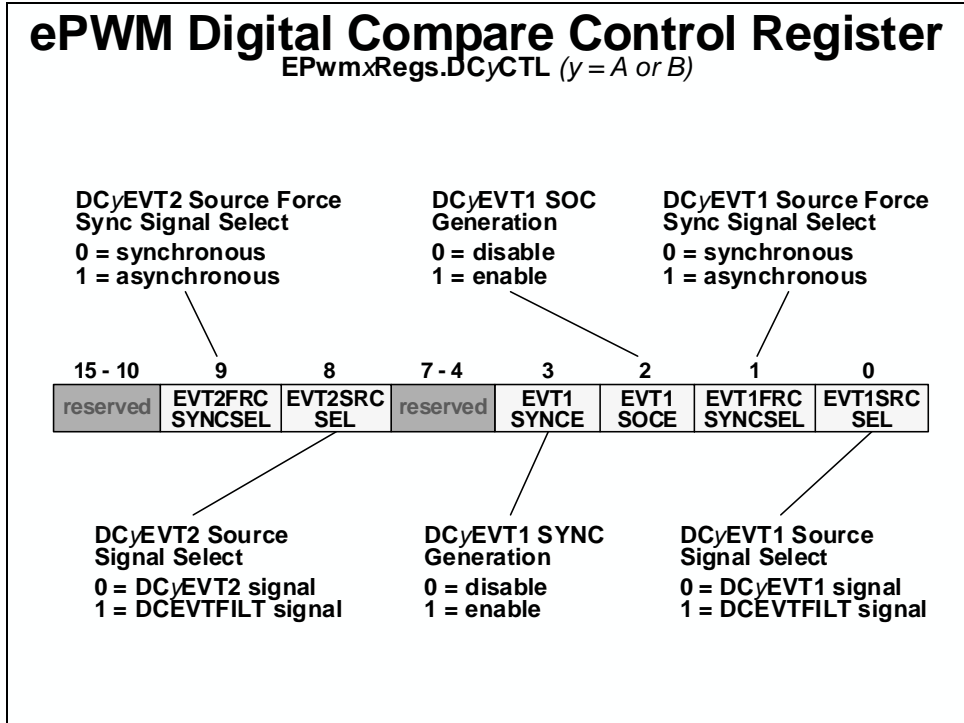 ePWM Digital Compare Control Register
EPwmxRegs.DCyCTL (y = A or B)
DCyEVT2 Source Force
Sync Signal Select
0 = synchronous
1 = asynchronous
DCyEVT1 SOC
Generation
0 = disable
1 = enable
DCyEVT1 Source Force
Sync Signal Select
0 = synchronous
1 = asynchronous
15 - 10 9 8 7 - 4 3 2 1 0
reserved
EVT2FRC
SYNCSEL
EVT2SRC
SEL
reserved
EVT1
SYNCE
EVT1
SOCE
EVT1FRC
SYNCSEL
EVT1SRC
SEL
DCyEVT2 Source
Signal Select
0 = DCyEVT2 signal
1 = DCEVTFILT signal
DCyEVT1 SYNC
Generation
0 = disable
1 = enable
DCyEVT1 Source
Signal Select
0 = DCyEVT1 signal
1 = DCEVTFILT signal